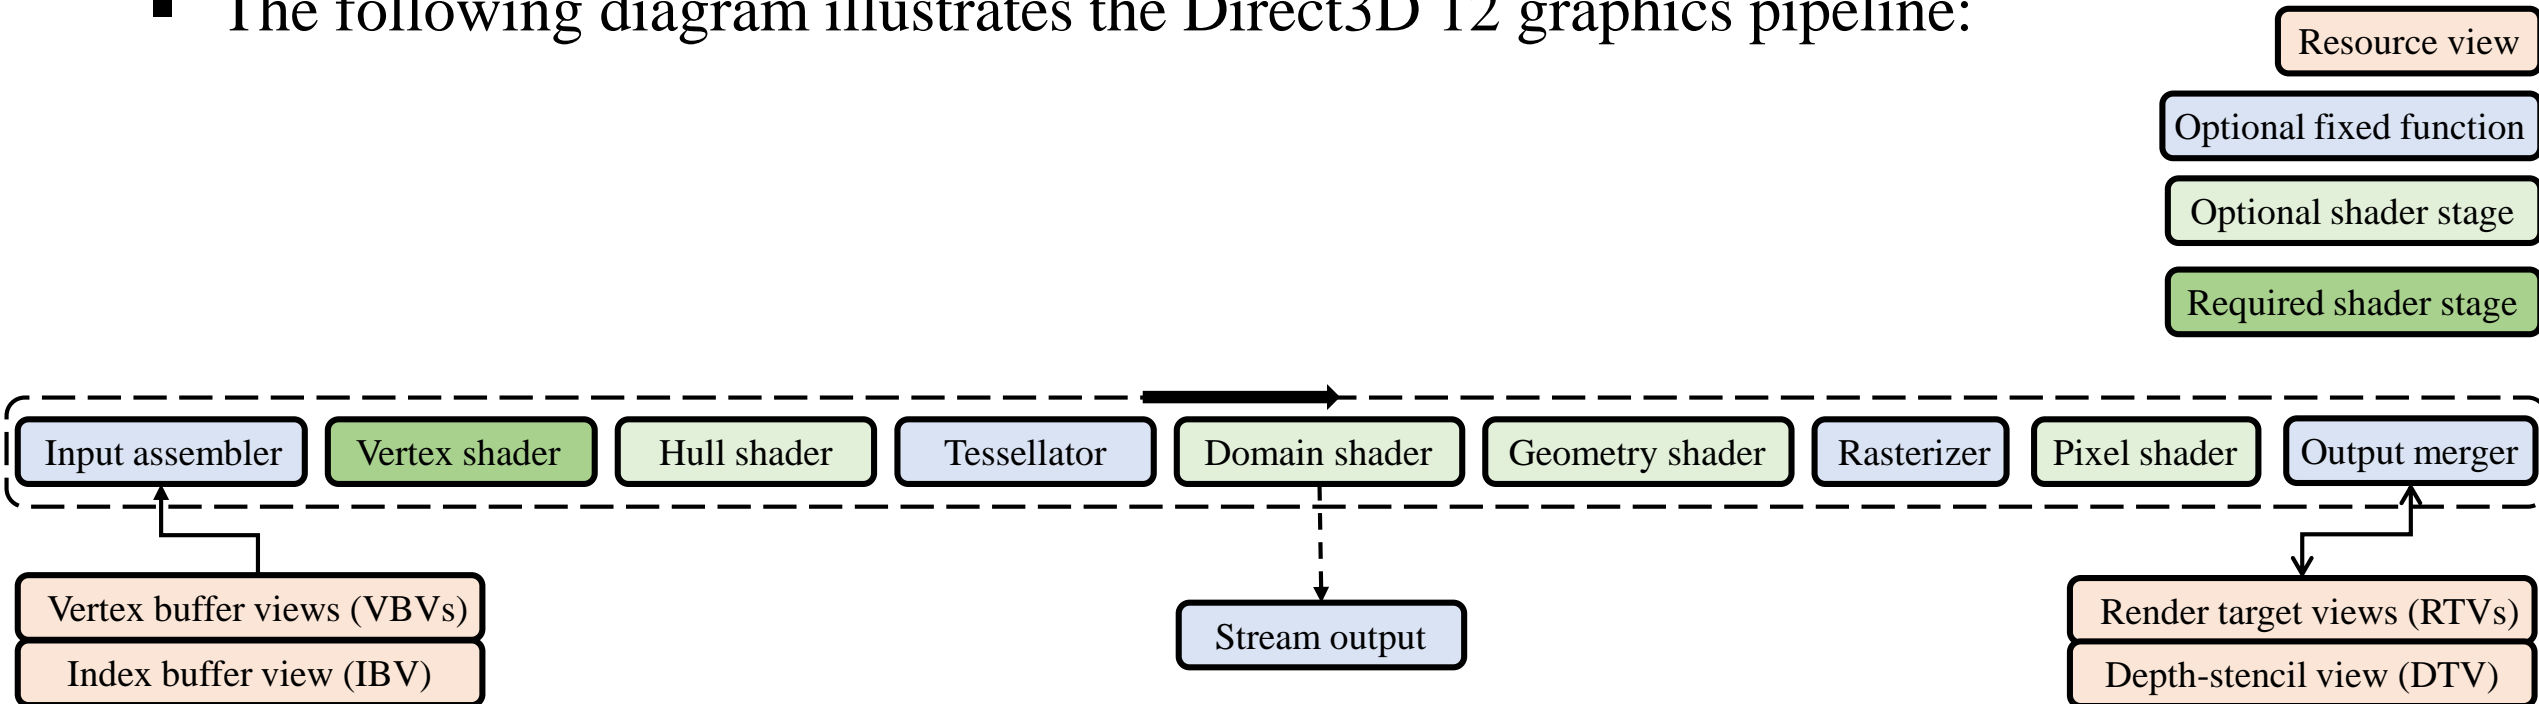 ▪ The following diagram illustrates the Direct3D 12 graphics pipeline:
Resource view
Optional fixed function
Optional shader stage
Required shader stage
Input assembler
Vertex shader
Hull shader
Tessellator
Domain shader
Geometry shader
Rasterizer
Pixel shader
Output merger
Vertex buffer views (VBVs)
Index buffer view (IBV)
Stream output
Render target views (RTVs)
Depth-stencil view (DTV)